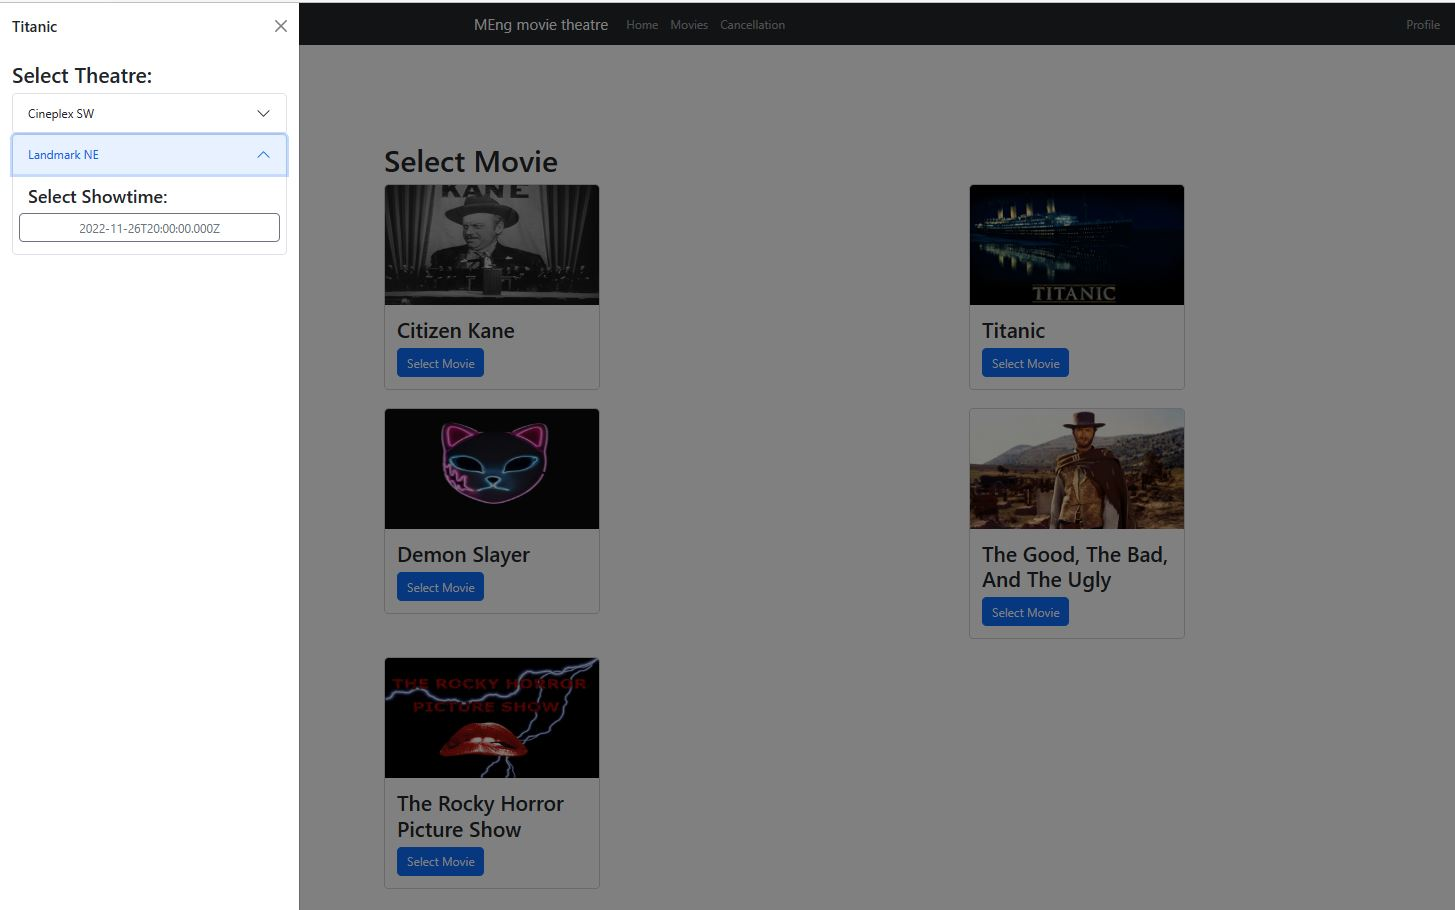 Titanic
MEng movie theatre
Home
Movies
Cancellation
Profile
Select Theatre:
Cineplex SW
Landmark NE
Select Showtime:
2022-11-26T20:00:00.000Z
Select Movie
KANE
Citizen Kane
Select Movie
TITANIC
Titanic
Select Movie
Demon Slayer
Select Movie
The Good, The Bad,
And The Ugly
Select Movie
THE ROCKY HORROR
PICTURE SHOW
The Rocky Horror
Picture Show
Select Movie